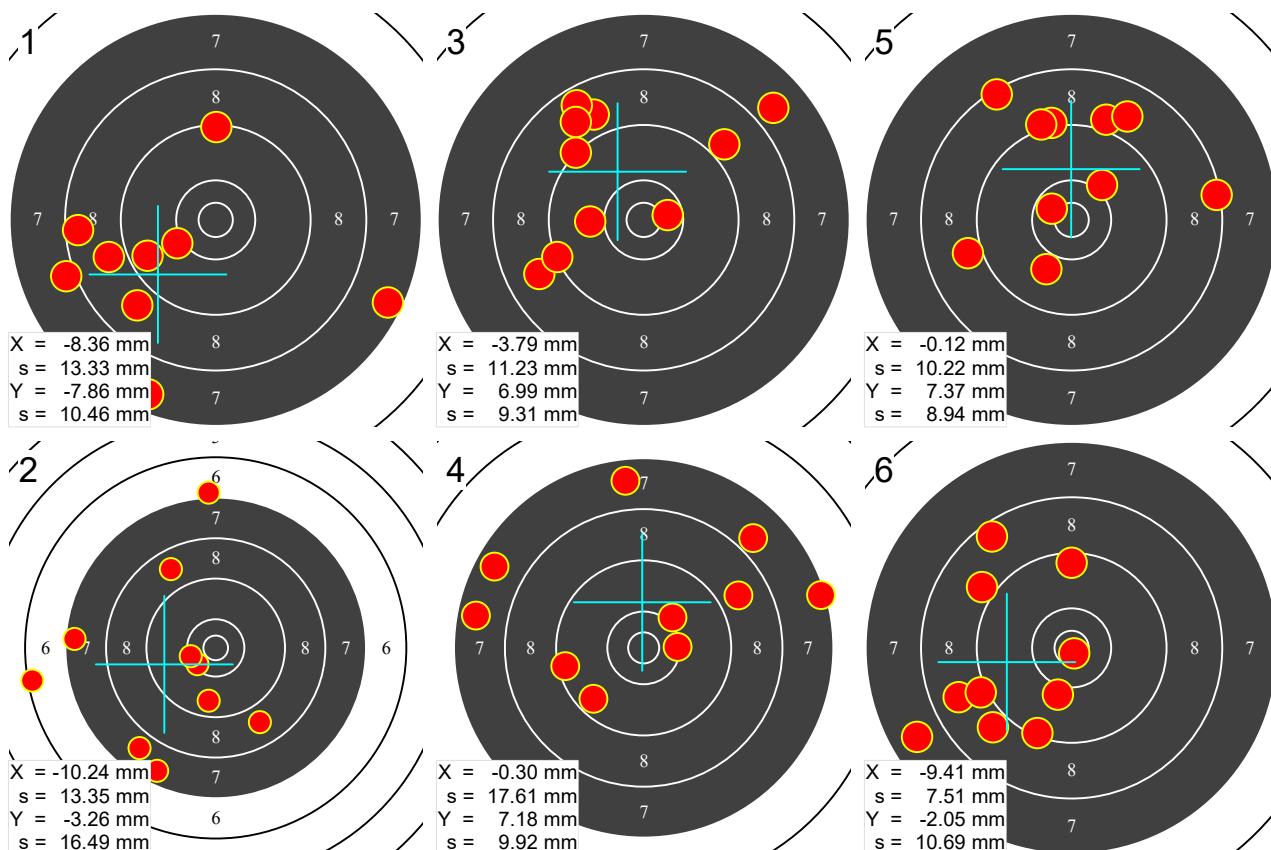 1
7
8
7 8 8 7
8
7
X = -8.36 mm
s = 13.33 mm
Y = -7.86 mm
s = 10.46 mm
3
7
8
7 8 8 7
8
7
X = -3.79 mm
s = 11.23 mm
Y = 6.99 mm
s = 9.31 mm
5
7
8
7 8 8 7
8
7
X = -0.12 mm
s = 10.22 mm
Y = 7.37 mm
s = 8.94 mm
2
6
7
8
6 7 8 8 7 6
8
7
6
X = -10.24 mm
s = 13.35 mm
Y = -3.26 mm
s = 16.49 mm
4
7
8
7 8 8 7
8
7
X = -0.30 mm
s = 17.61 mm
Y = 7.18 mm
s = 9.92 mm
6
7
8
7 8 8 7
8
7
X = -9.41 mm
s = 7.51 mm
Y = -2.05 mm
s = 10.69 mm